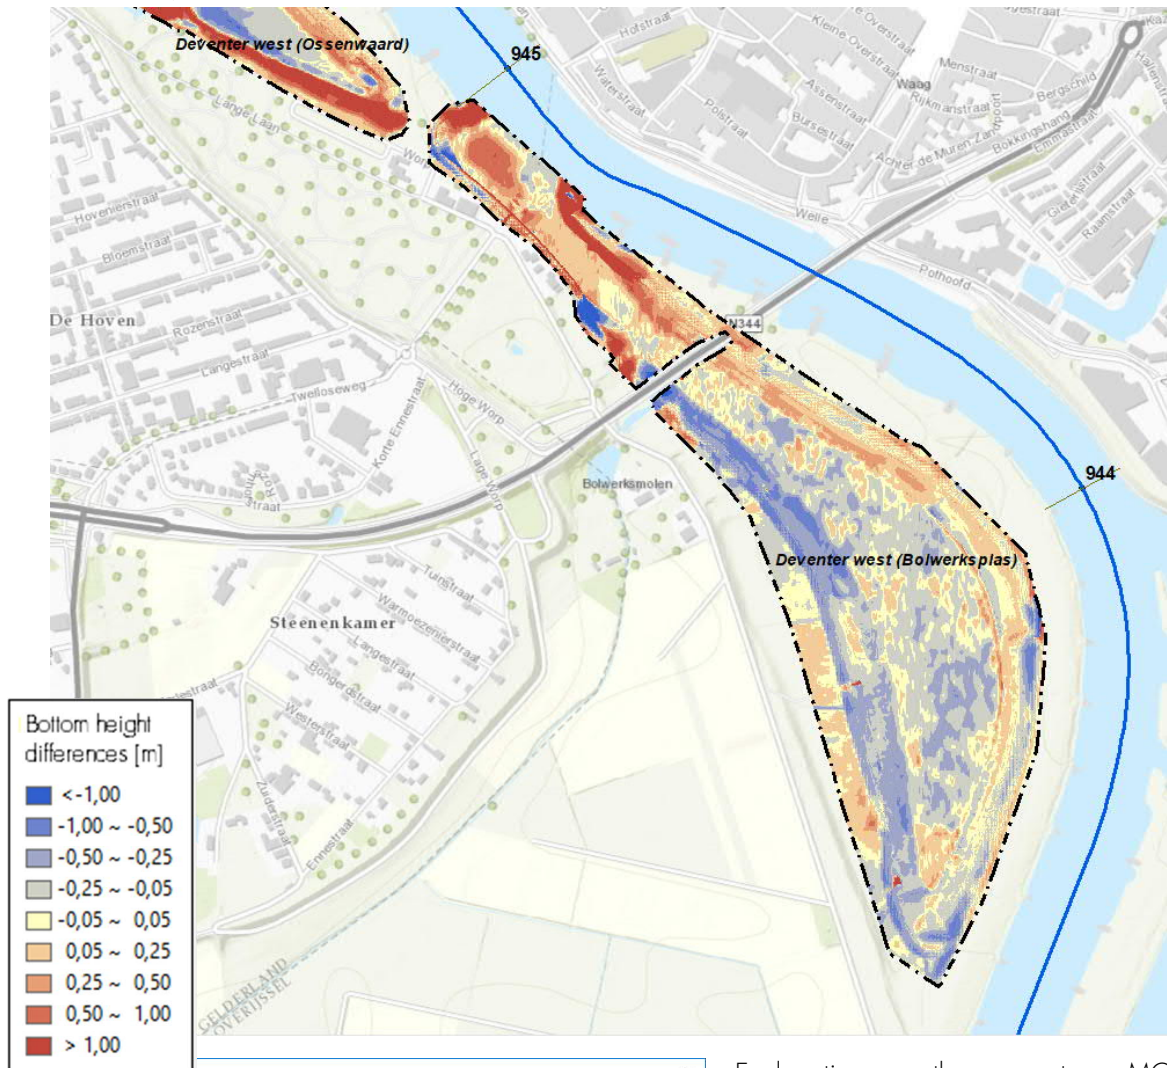 Deventer west (Ossenwaard)
945
Hofstraat
Kleine Overstraat
Waterstraat
Polstraat
Assenstraat
Bursestraat
Waag
Menstraat
Rijkmanstraat
Bergschild
Achter de Muren Zandpoort
Bokkingshang
Emmastraat
Graaf
Raamstraat
Welle
Pothoofd
Lange Laan
Hovenierstraat
Bloemstraat
De Hoven
Rozenstraat
Langestraat
Twelloseweg
Korte Ennestraat
Hoge Worp
Lage Worp
N344
944
Bolwerksmolen
Deventer west (Bolwerksplas)
Tuinstraat
Steenenkamer
Warmoezenierstraat
Langestraat
Bongerdstraat
Westerstraat
Zuiderstraat
Ennestraat
GELDERLAND
OVERIJSSEL
Bottom height
differences [m]
<-1,00
-1,00 ~ -0,50
-0,50 ~ -0,25
-0,25 ~ -0,05
-0,05 ~ 0,05
0,05 ~ 0,25
0,25 ~ 0,50
0,50 ~ 1,00
> 1,00